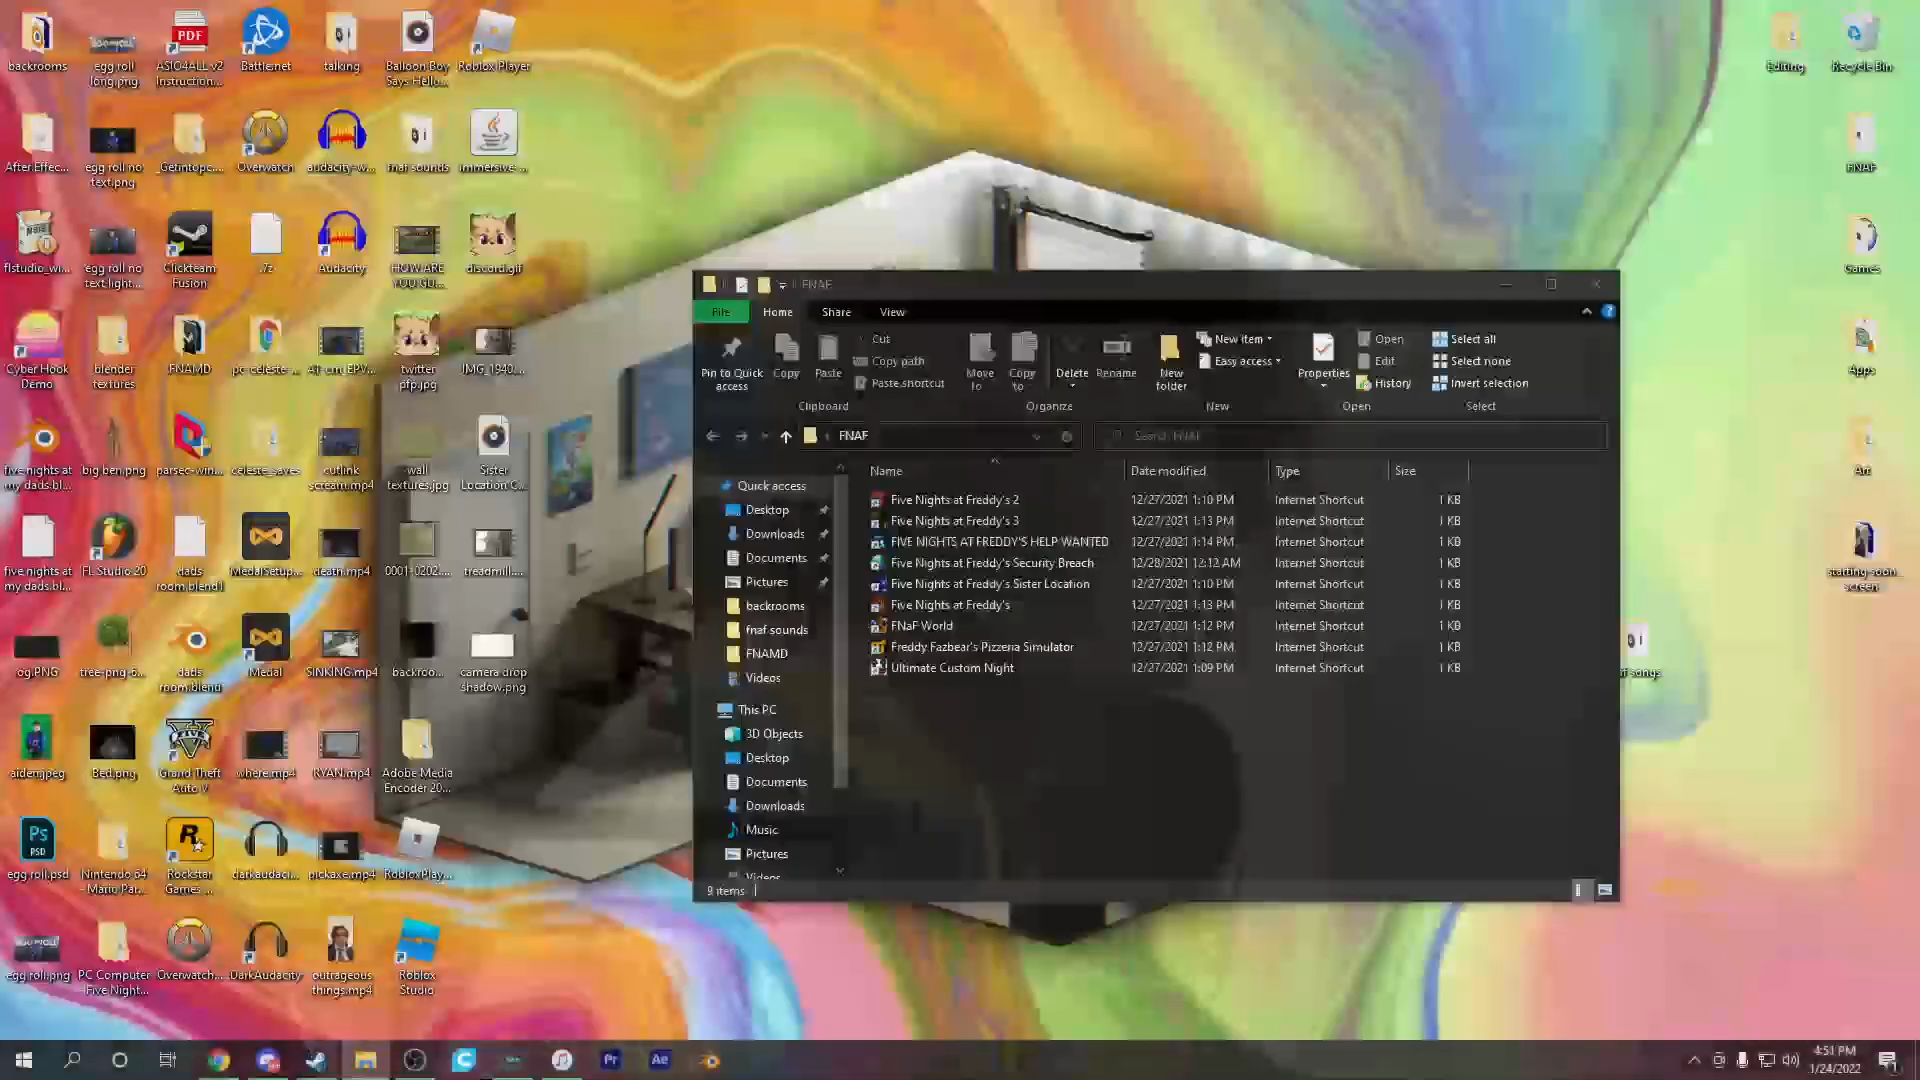 backrooms
egg roll
long.png
ASIO4ALL v2
Instruction...
Battle.net
talking
Balloon Boy
Says Hello...
Roblox Player
Editing
Recycle Bin
After.Effec...
egg roll no
text.png
_Getintopc....
Overwatch
audacity-w...
fnaf sounds
Immersive-...
FNAF
flstudio_wi...
egg roll no
text light...
Clickteam
Fusion
.7z
Audacity
HOW ARE
YOU GU...
discord.gif
Games
Cyber Hook
Demo
blender
textures
FNAMD
pc-celeste-...
twitter
pfp.jpg
IMG_1940....
Apps
five nights at
my dads.bl...
big ben.png
parsec-win...
celeste_saves
cufflink
scream.mp4
wall
textures.jpg
Sister
Location C...
Art
five nights at
my dads.bl...
FL Studio 20
dads
room.blend1
MedalSetup...
death.mp4
0001-0202....
treadmill....
starting soon
screen
og.PNG
tree-png-6...
dads
room.blend
Medal
SINKING.mp4
backroo...
camera drop
shadow.png
aiden.jpeg
Bed.png
Grand Theft
Auto V
where.mp4
RYAN.mp4
Adobe Media
Encoder 20...
PDF
Ps
PSD
egg roll.psd
Nintendo 64
- Mario Par...
Rockstar
Games ...
darkaudaci...
pickaxe.mp4
RobloxPlay...
egg roll.png
PC Computer
- Five Night...
Overwatch...
DarkAudacity
outrageous
things.mp4
Roblox
Studio
FNAF
File
Home
Share
View
Pin to Quick
access
Copy
Paste
Cut
Copy path
Paste shortcut
Clipboard
Move
to
Copy
to
Delete
Rename
Organize
New
folder
New item
Easy access
New
Properties
Open
Edit
History
Open
Select all
Select none
Invert selection
Select
FNAF
Search FNAF
Name
Date modified
Type
Size
Five Nights at Freddy's 2 12/27/2021 1:10 PM Internet Shortcut 1 KB
Five Nights at Freddy's 3 12/27/2021 1:13 PM Internet Shortcut 1 KB
FIVE NIGHTS AT FREDDY'S HELP WANTED 12/27/2021 1:14 PM Internet Shortcut 1 KB
Five Nights at Freddy's Security Breach 12/28/2021 12:12 AM Internet Shortcut 1 KB
Five Nights at Freddy's Sister Location 12/27/2021 1:10 PM Internet Shortcut 1 KB
Five Nights at Freddy's 12/27/2021 1:13 PM Internet Shortcut 1 KB
FNaF World 12/27/2021 1:12 PM Internet Shortcut 1 KB
Freddy Fazbear's Pizzeria Simulator 12/27/2021 1:12 PM Internet Shortcut 1 KB
Ultimate Custom Night 12/27/2021 1:09 PM Internet Shortcut 1 KB
Quick access
Desktop
Downloads
Documents
Pictures
backrooms
fnaf sounds
FNAMD
Videos
This PC
3D Objects
Desktop
Documents
Downloads
Music
Pictures
Videos
9 items
songs
Pr
Ae
4:51 PM
1/24/2022